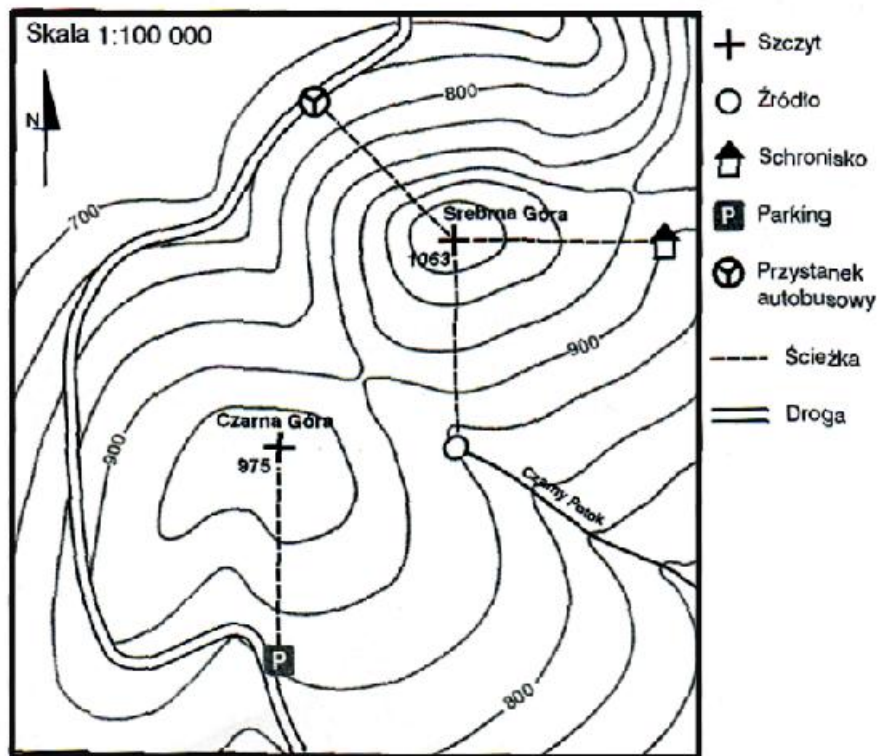 Skala 1:100 000
N
800
700
Srebrna Góra
1063
900
Czarna Góra
975
900
Czarny Potok
P
800
Szczyt
Źródło
Schronisko
P Parking
Przystanek
autobusowy
Ścieżka
Droga